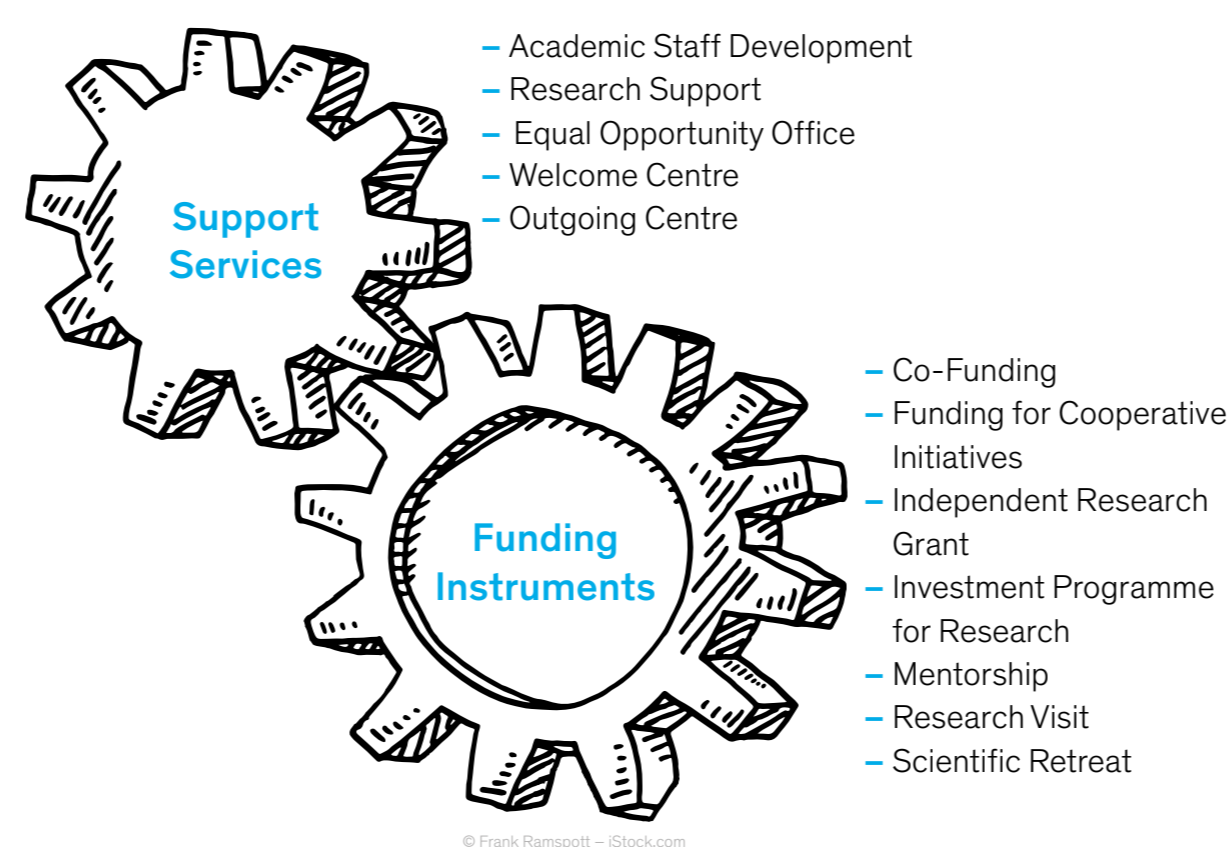 – Academic Staff Development
– Research Support
– Equal Opportunity Office
– Welcome Centre
– Outgoing Centre
Support
Services
– Co-Funding
– Funding for Cooperative
Initiatives
– Independent Research
Grant
– Investment Programme
for Research
– Mentorship
– Research Visit
– Scientific Retreat
Funding
Instruments
© Frank Ramspott – iStock.com